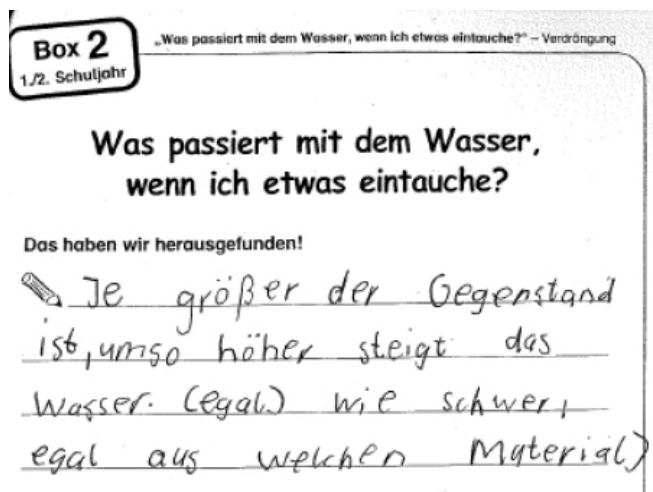 Box 2
1./2. Schuljahr
„Was passiert mit dem Wasser, wenn ich etwas eintauche?" – Verdrängung
Was passiert mit dem Wasser,
wenn ich etwas eintauche?
Das haben wir herausgefunden!
Je größer der Gegenstand
ist, umso höher steigt das
Wasser. (egal) wie schwer,
egal aus welchen Material)